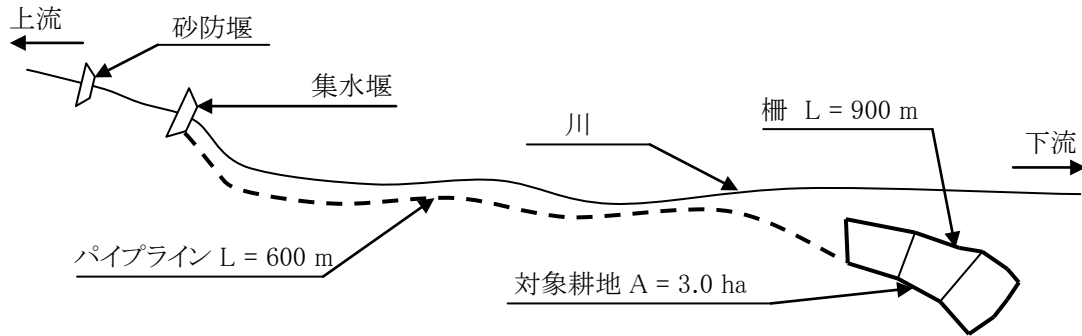 上流
砂防堰
集水堰
川
柵 L = 900 m
下流
パイプライン L = 600 m
対象耕地 A = 3.0 ha